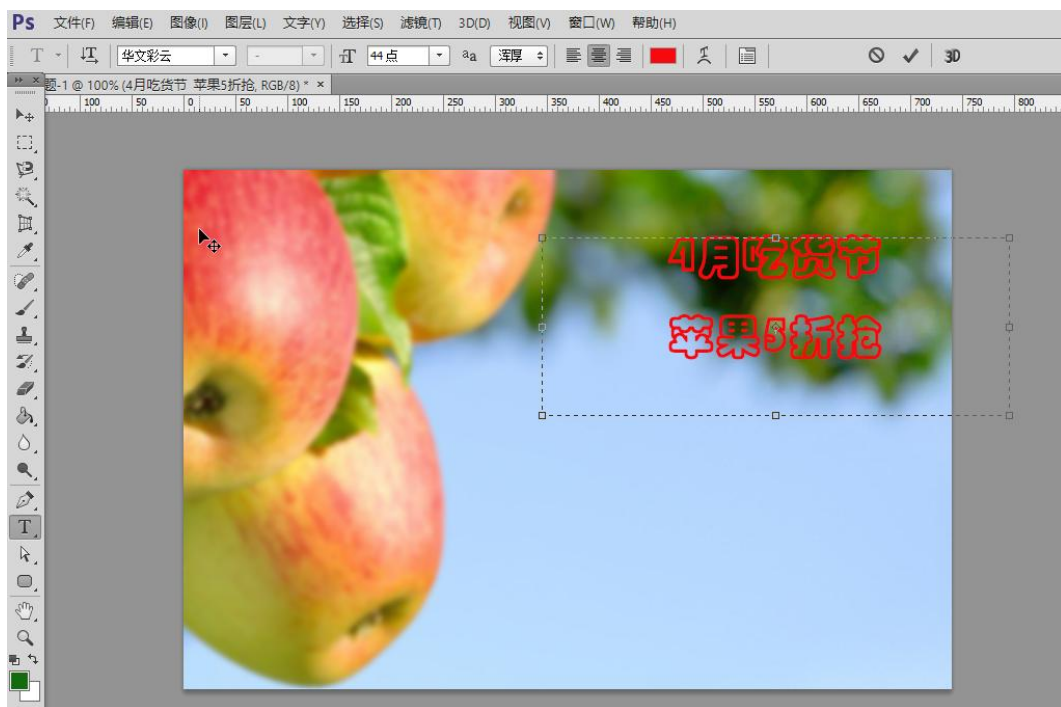 Ps 文件(F) 编辑(E) 图像(I) 图层(L) 文字(Y) 选择(S) 滤镜(T) 3D(D) 视图(V) 窗口(W) 帮助(H)
T 华文彩云 - 44点 aa 浑厚 3D
题-1 @ 100% (4月吃货节 苹果5折抢, RGB/8) * ×
100 50 0 50 100 150 200 250 300 350 400 450 500 550 600 650 700 750 800
4月吃货节
苹果5折抢